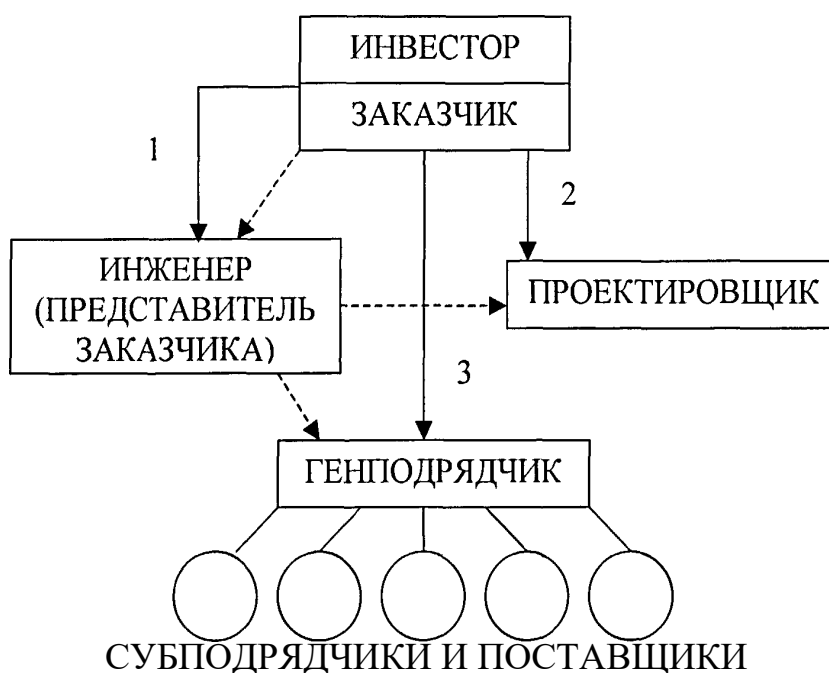 ИНВЕСТОР
ЗАКАЗЧИК
1
2
ИНЖЕНЕР
(ПРЕДСТАВИТЕЛЬ
ЗАКАЗЧИКА)
ПРОЕКТИРОВЩИК
3
ГЕНПОДРЯДЧИК
СУБПОДРЯДЧИКИ И ПОСТАВЩИКИ